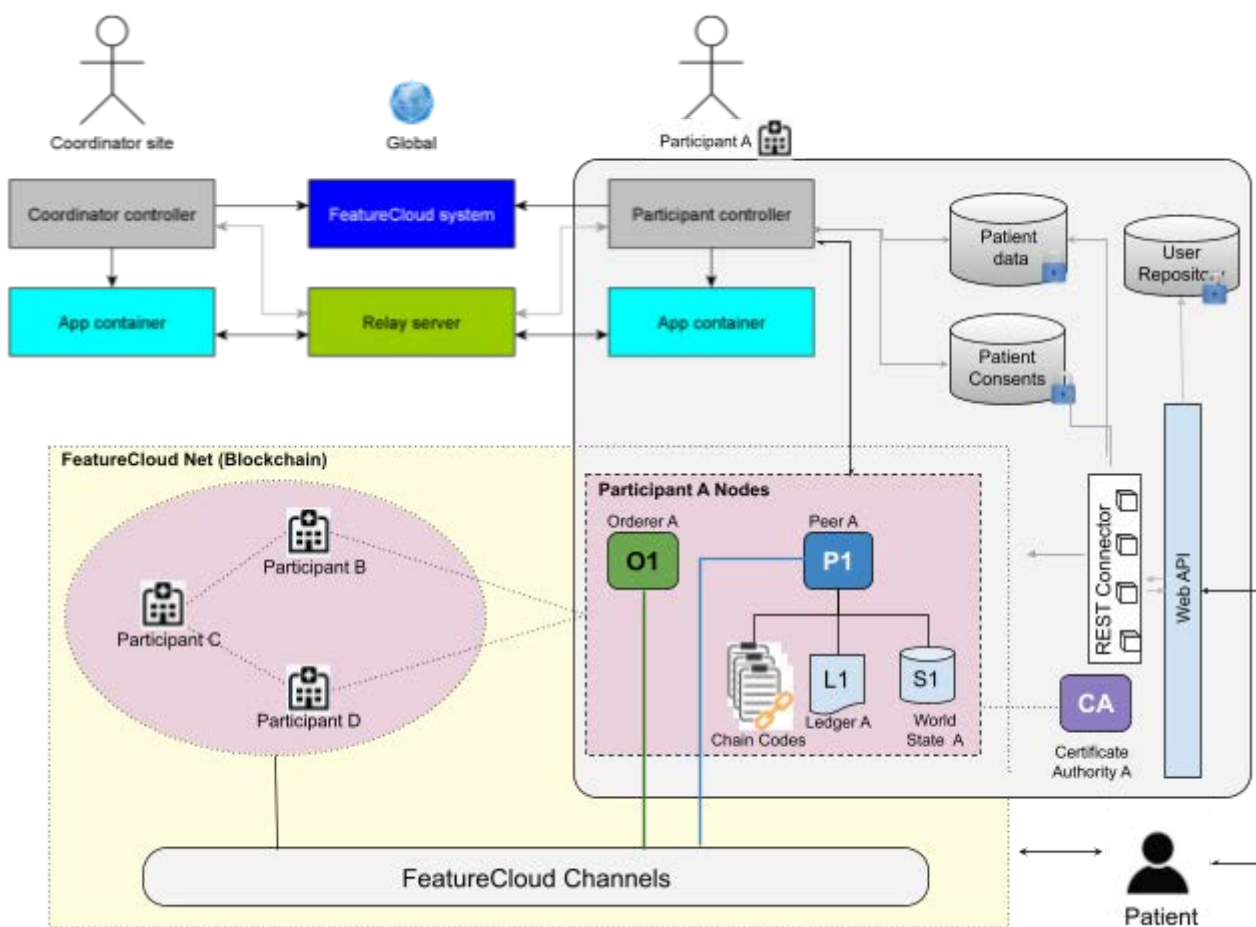 Coordinator site
Global
Participant A
Coordinator controller
FeatureCloud system
Participant controller
Patient
data
User
Repository
App container
Relay server
App container
Patient
Consents
FeatureCloud Net (Blockchain)
Participant A Nodes
Orderer A
Peer A
O1
P1
Participant B
Participant C
Participant D
REST Connector
Web API
L1
S1
Chain Codes
Ledger A
World
State A
CA
Certificate
Authority A
FeatureCloud Channels
Patient